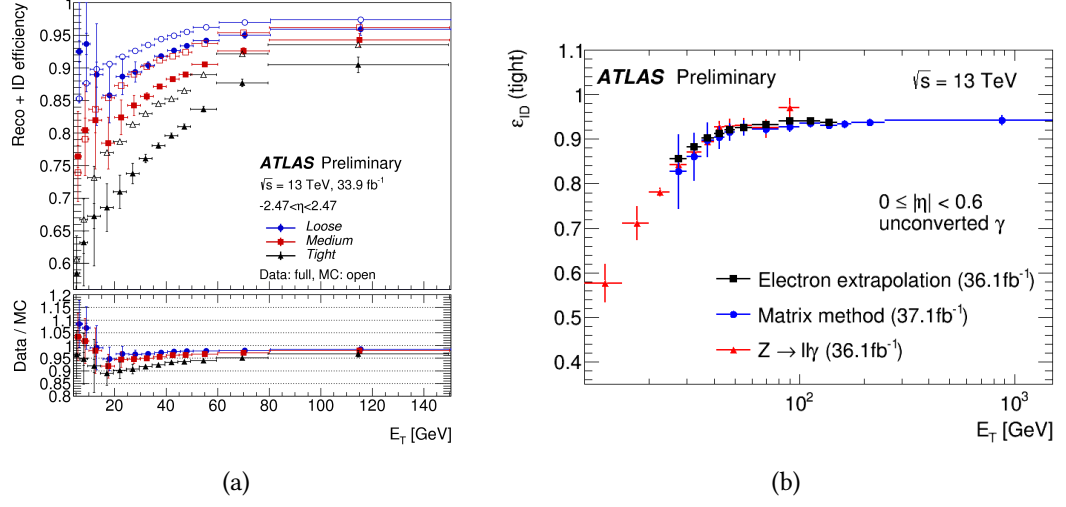 Reco + ID efficiency
1
0.95
0.9
0.85
0.8
0.75
0.7
0.65
0.6
ATLAS Preliminary
√s = 13 TeV, 33.9 fb⁻¹
-2.47<η<2.47
Loose
Medium
Tight
Data: full, MC: open
Data / MC
1.2
1.15
1.1
1.05
1
0.95
0.9
0.85
0.8
20 40 60 80 100 120 140
E_T [GeV]
(a)
ε_ID (tight)
1.1
1
0.9
0.8
0.7
0.6
0.5
0.4
ATLAS Preliminary
√s = 13 TeV
0 ≤ |η| < 0.6
unconverted γ
Electron extrapolation (36.1fb⁻¹)
Matrix method (37.1fb⁻¹)
Z → llγ (36.1fb⁻¹)
10² 10³
E_T [GeV]
(b)